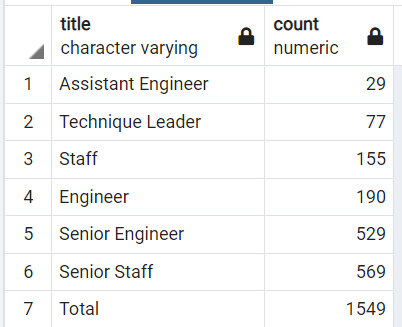 title count
character varying numeric
1 Assistant Engineer 29
2 Technique Leader 77
3 Staff 155
4 Engineer 190
5 Senior Engineer 529
6 Senior Staff 569
7 Total 1549